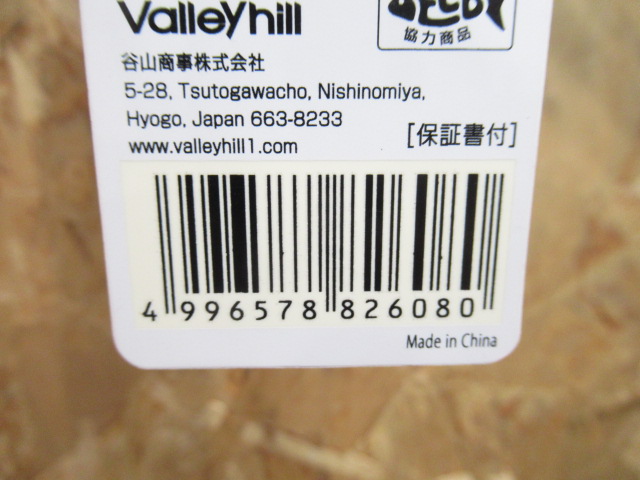 Valleyhill
協力商品
谷山商事株式会社
5-28, Tsutogawacho, Nishinomiya,
Hyogo, Japan 663-8233
www.valleyhill1.com
[保証書付]
4 996578 826080
Made in China